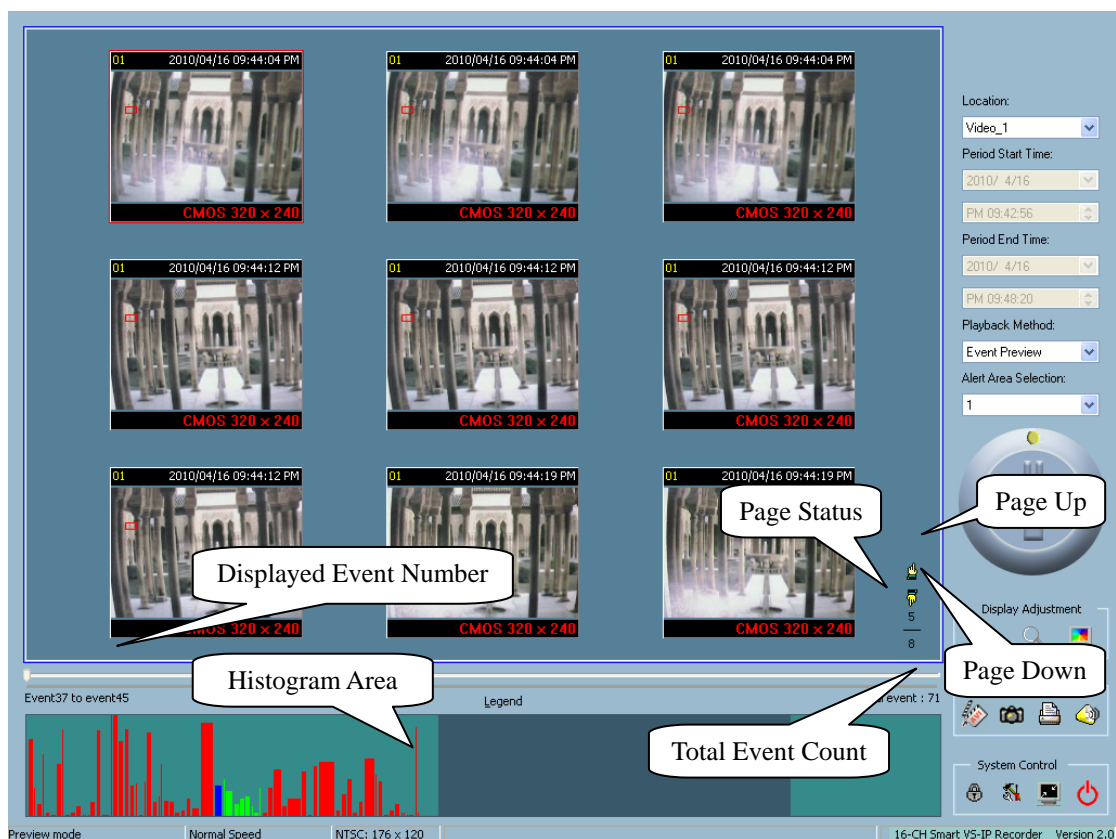 01 2010/04/16 09:44:04 PM
CMOS 320 × 240
01 2010/04/16 09:44:04 PM
CMOS 320 × 240
01 2010/04/16 09:44:04 PM
CMOS 320 × 240
01 2010/04/16 09:44:12 PM
CMOS 320 × 240
01 2010/04/16 09:44:12 PM
CMOS 320 × 240
01 2010/04/16 09:44:12 PM
CMOS 320 × 240
01 2010/04/16 09:44:12 PM
CMOS 320 × 240
01 2010/04/16 09:44:19 PM
CMOS 320 × 240
01 2010/04/16 09:44:19 PM
CMOS 320 × 240
Displayed Event Number
Page Status
Page Up
5
8
Page Down
Location:
Video_1
Period Start Time:
2010/ 4/16
PM 09:42:56
Period End Time:
2010/ 4/16
PM 09:48:20
Playback Method:
Event Preview
Alert Area Selection:
1
Display Adjustment
Histogram Area
Event37 to event45
Legend
event : 71
Total Event Count
System Control
Preview mode
Normal Speed
NTSC: 176 × 120
16-CH Smart VS-IP Recorder Version 2.0